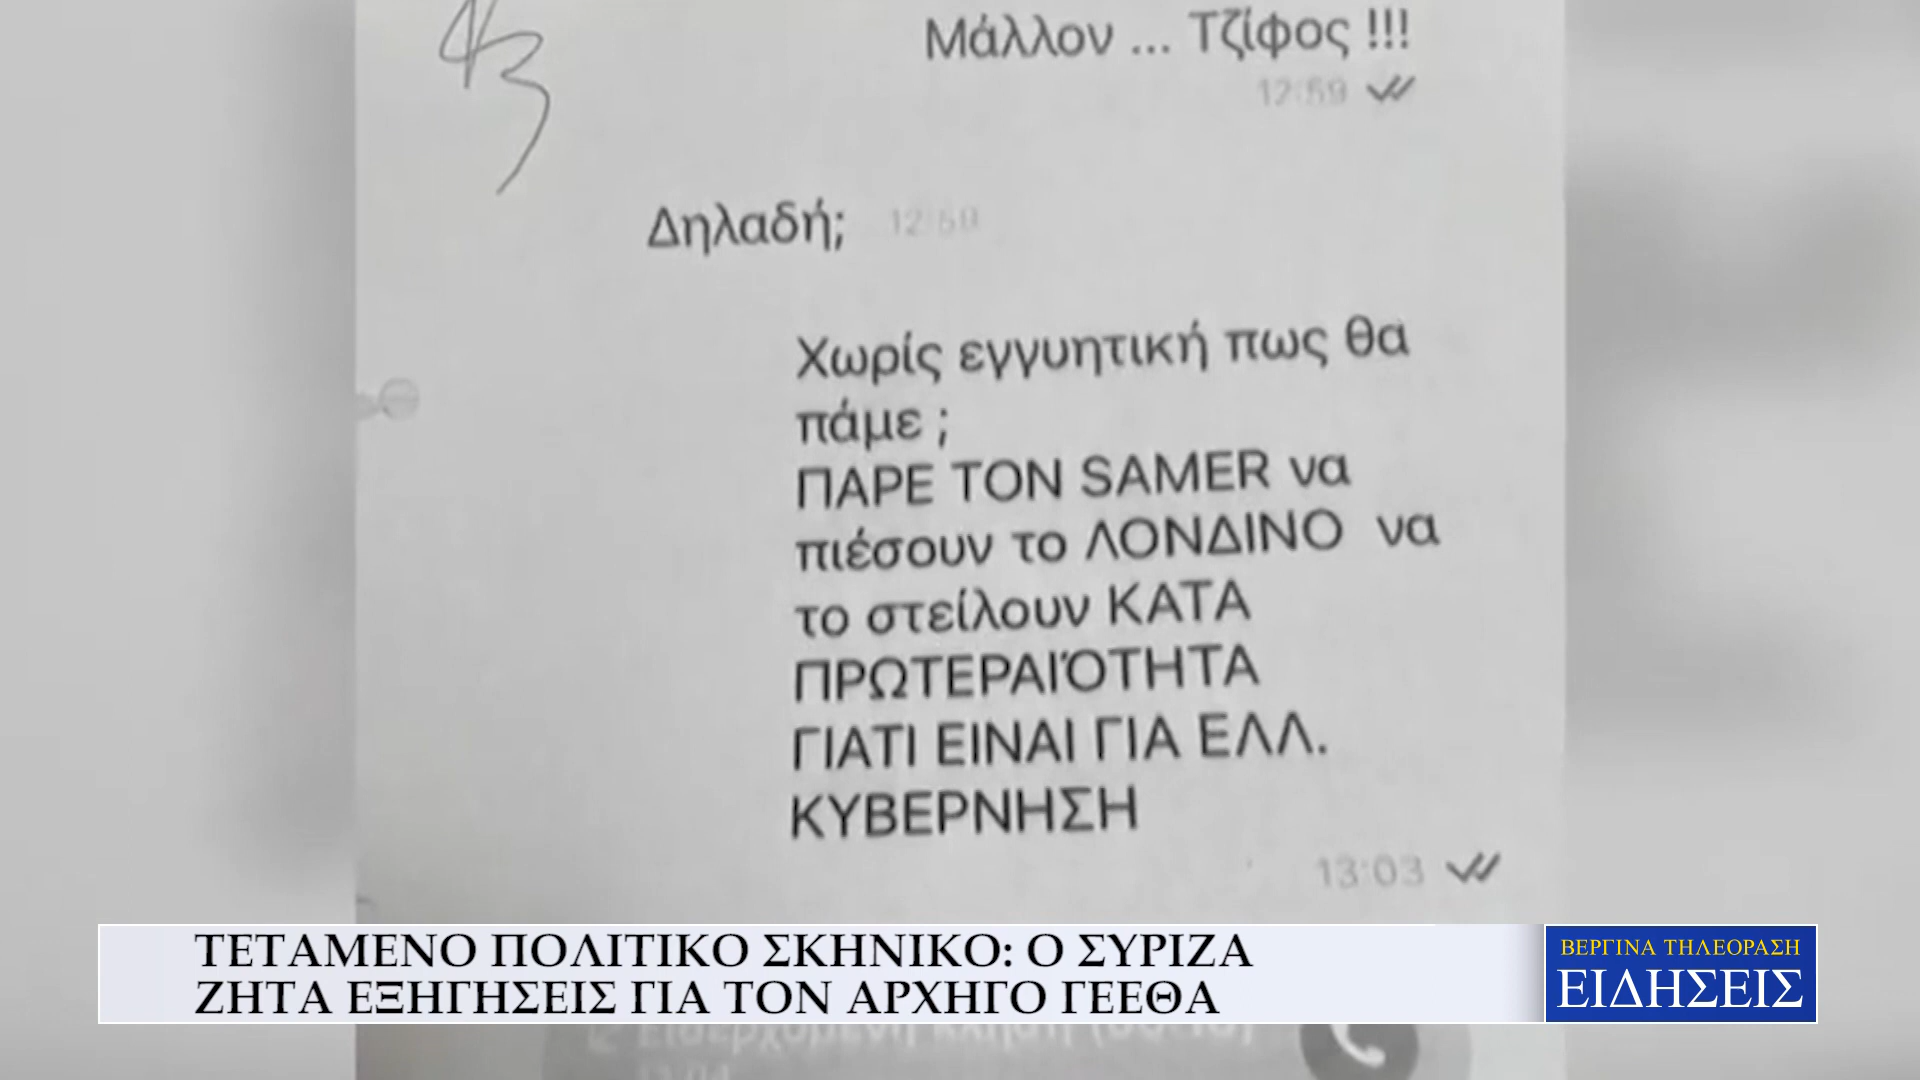 Μάλλον ... Τζίφος !!!
12:59
Δηλαδή; 12:59
Χωρίς εγγυητική πως θα
πάμε ;
ΠΑΡΕ ΤΟΝ SAMER να
πιέσουν το ΛΟΝΔΙΝΟ να
το στείλουν ΚΑΤΑ
ΠΡΩΤΕΡΑΙΌΤΗΤΑ
ΓΙΑΤΙ ΕΙΝΑΙ ΓΙΑ ΕΛΛ.
ΚΥΒΕΡΝΗΣΗ
13:03
ΤΕΤΑΜΕΝΟ ΠΟΛΙΤΙΚΟ ΣΚΗΝΙΚΟ: Ο ΣΥΡΙΖΑ
ΖΗΤΑ ΕΞΗΓΗΣΕΙΣ ΓΙΑ ΤΟΝ ΑΡΧΗΓΟ ΓΕΕΘΑ
ΒΕΡΓΙΝΑ ΤΗΛΕΟΡΑΣΗ
ΕΙΔΗΣΕΙΣ